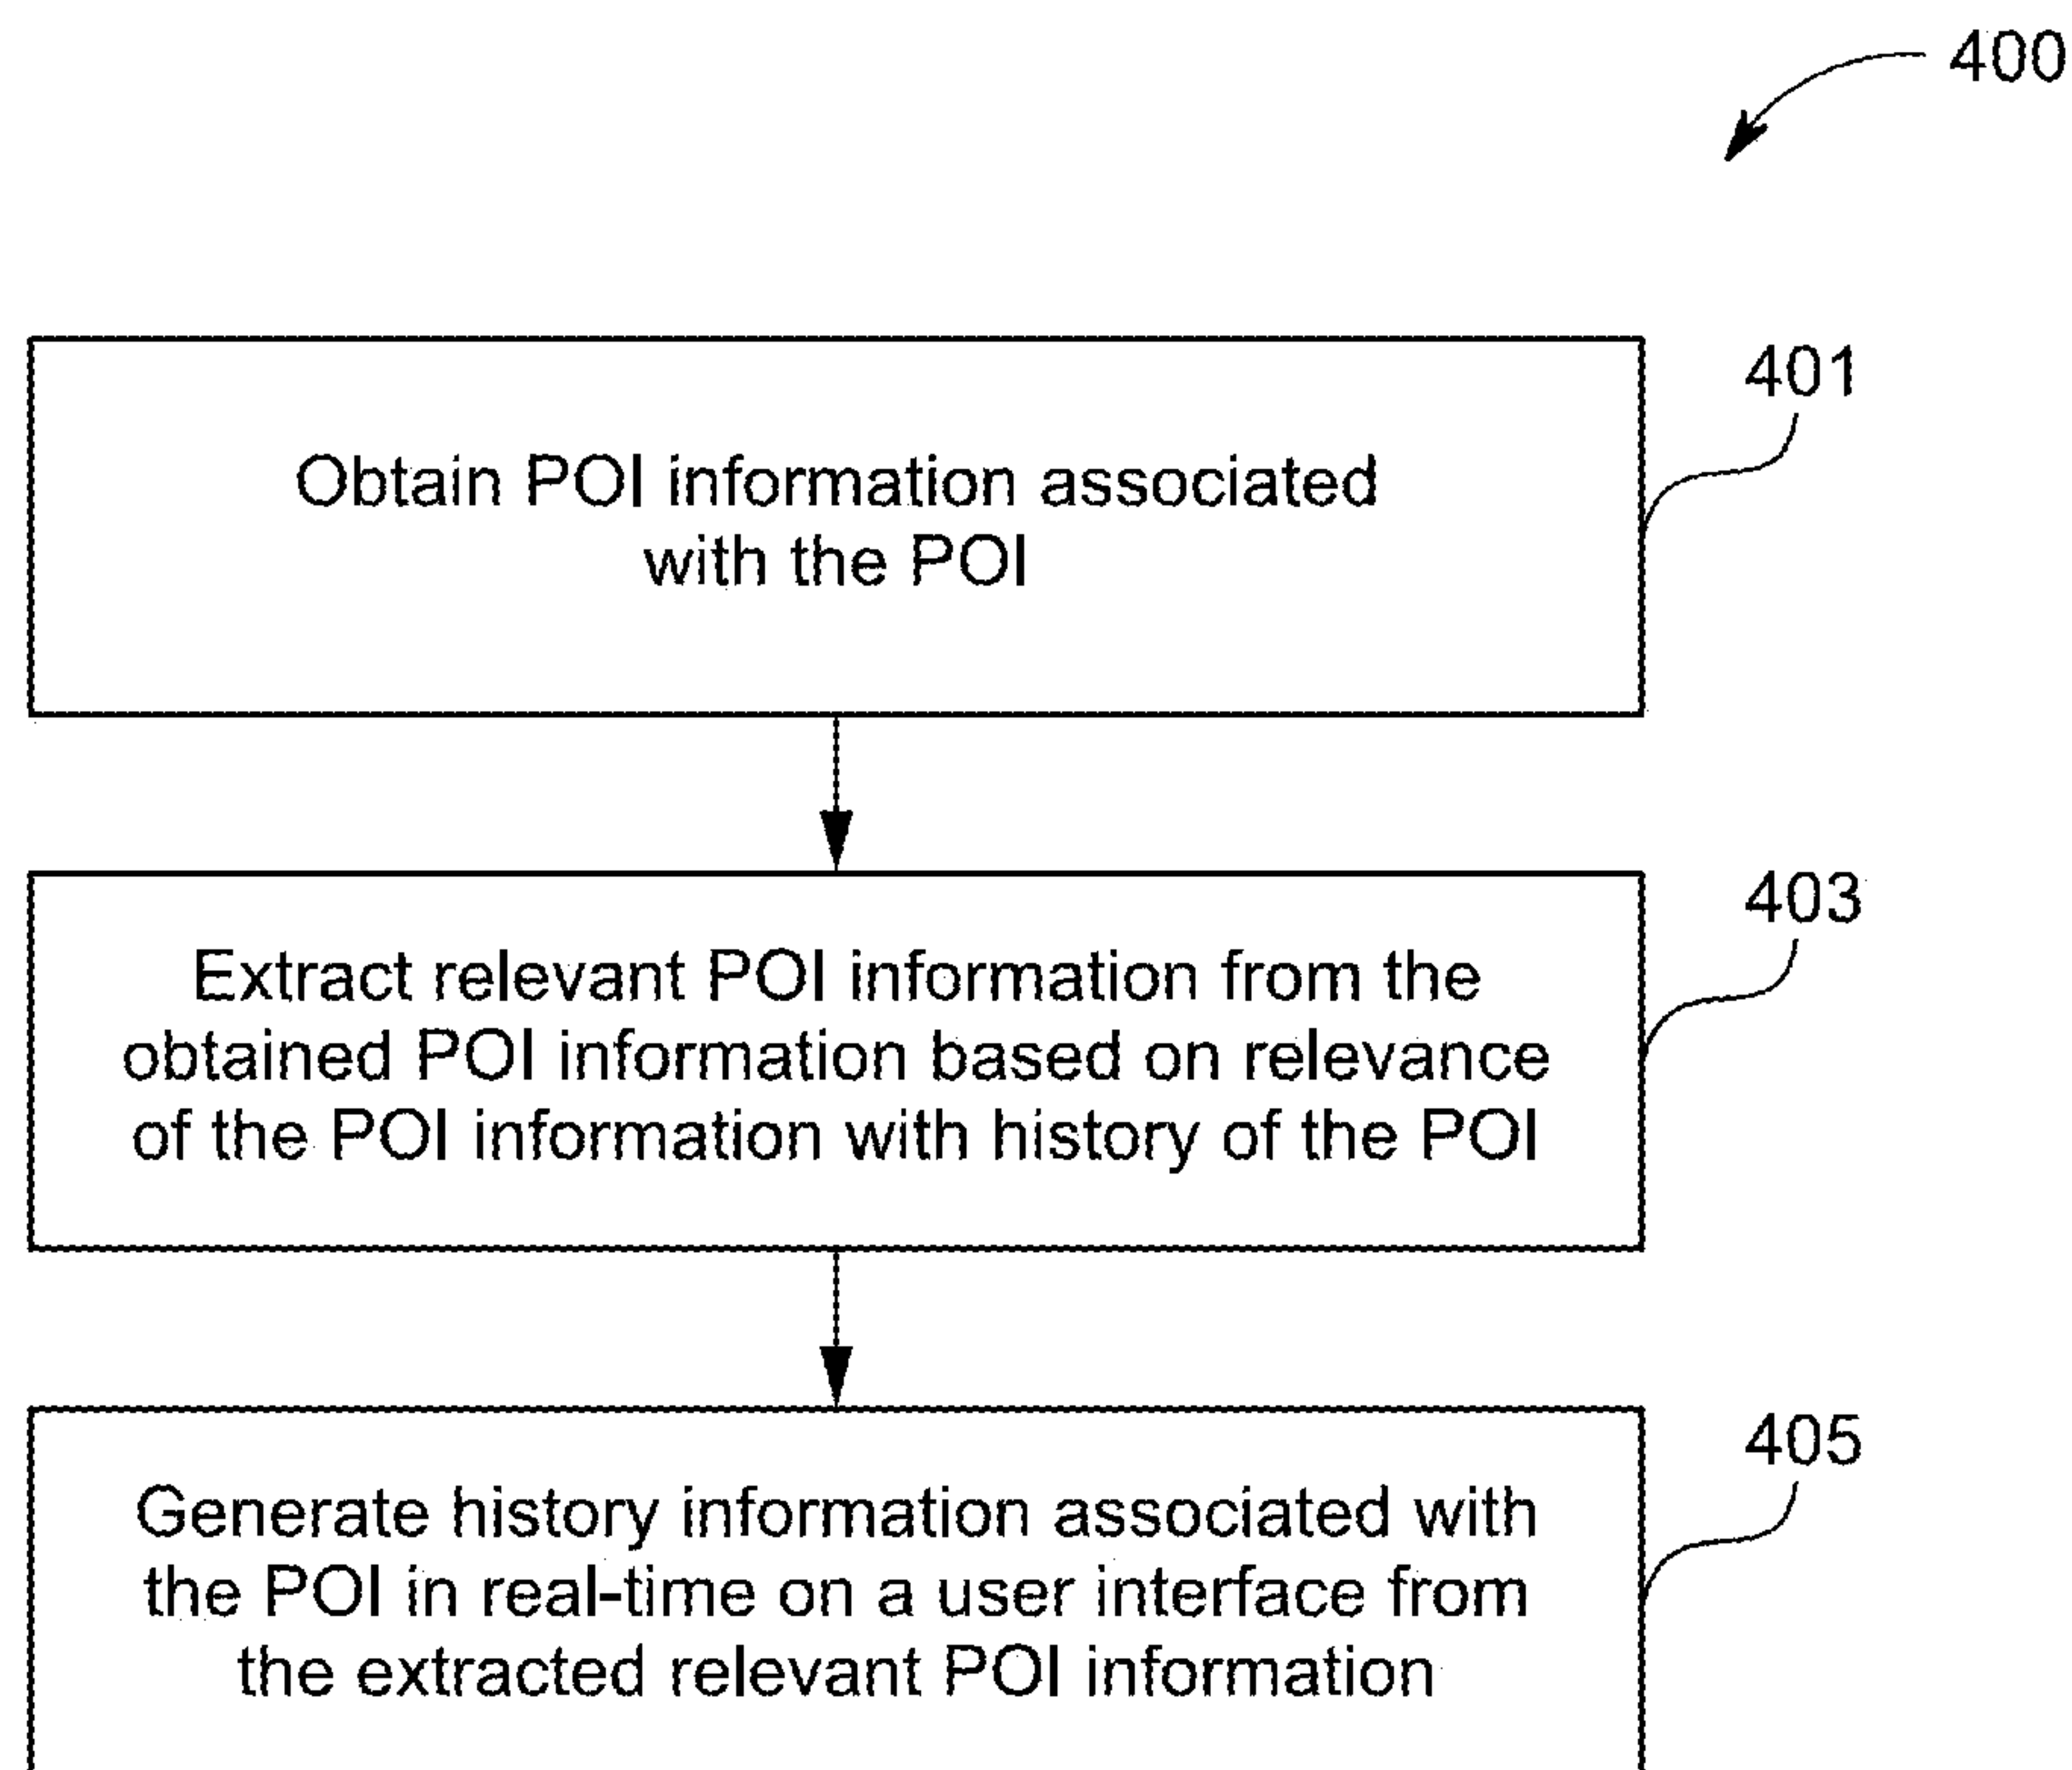 400
401
Obtain POI information associated
with the POI
403
Extract relevant POI information from the
obtained POI information based on relevance
of the POI information with history of the POI
405
Generate history information associated with
the POI in real-time on a user interface from
the extracted relevant POI information